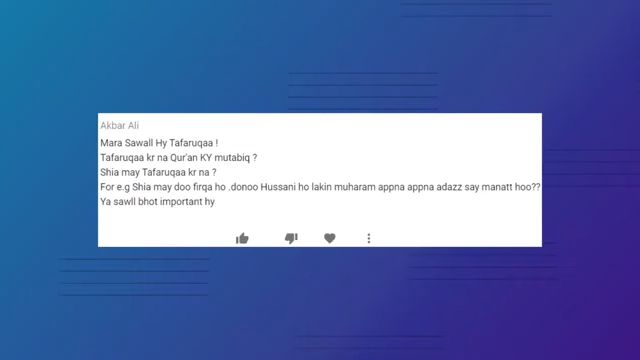 Akbar Ali
Mara Sawall Hy Tafaruqaa !
Tafaruqaa kr na Qur'an KY mutabiq ?
Shia may Tafaruqaa kr na ?
For e.g Shia may doo firqa ho .donoo Hussani ho lakin muharam appna appna adazz say manatt hoo??
Ya sawll bhot important hy